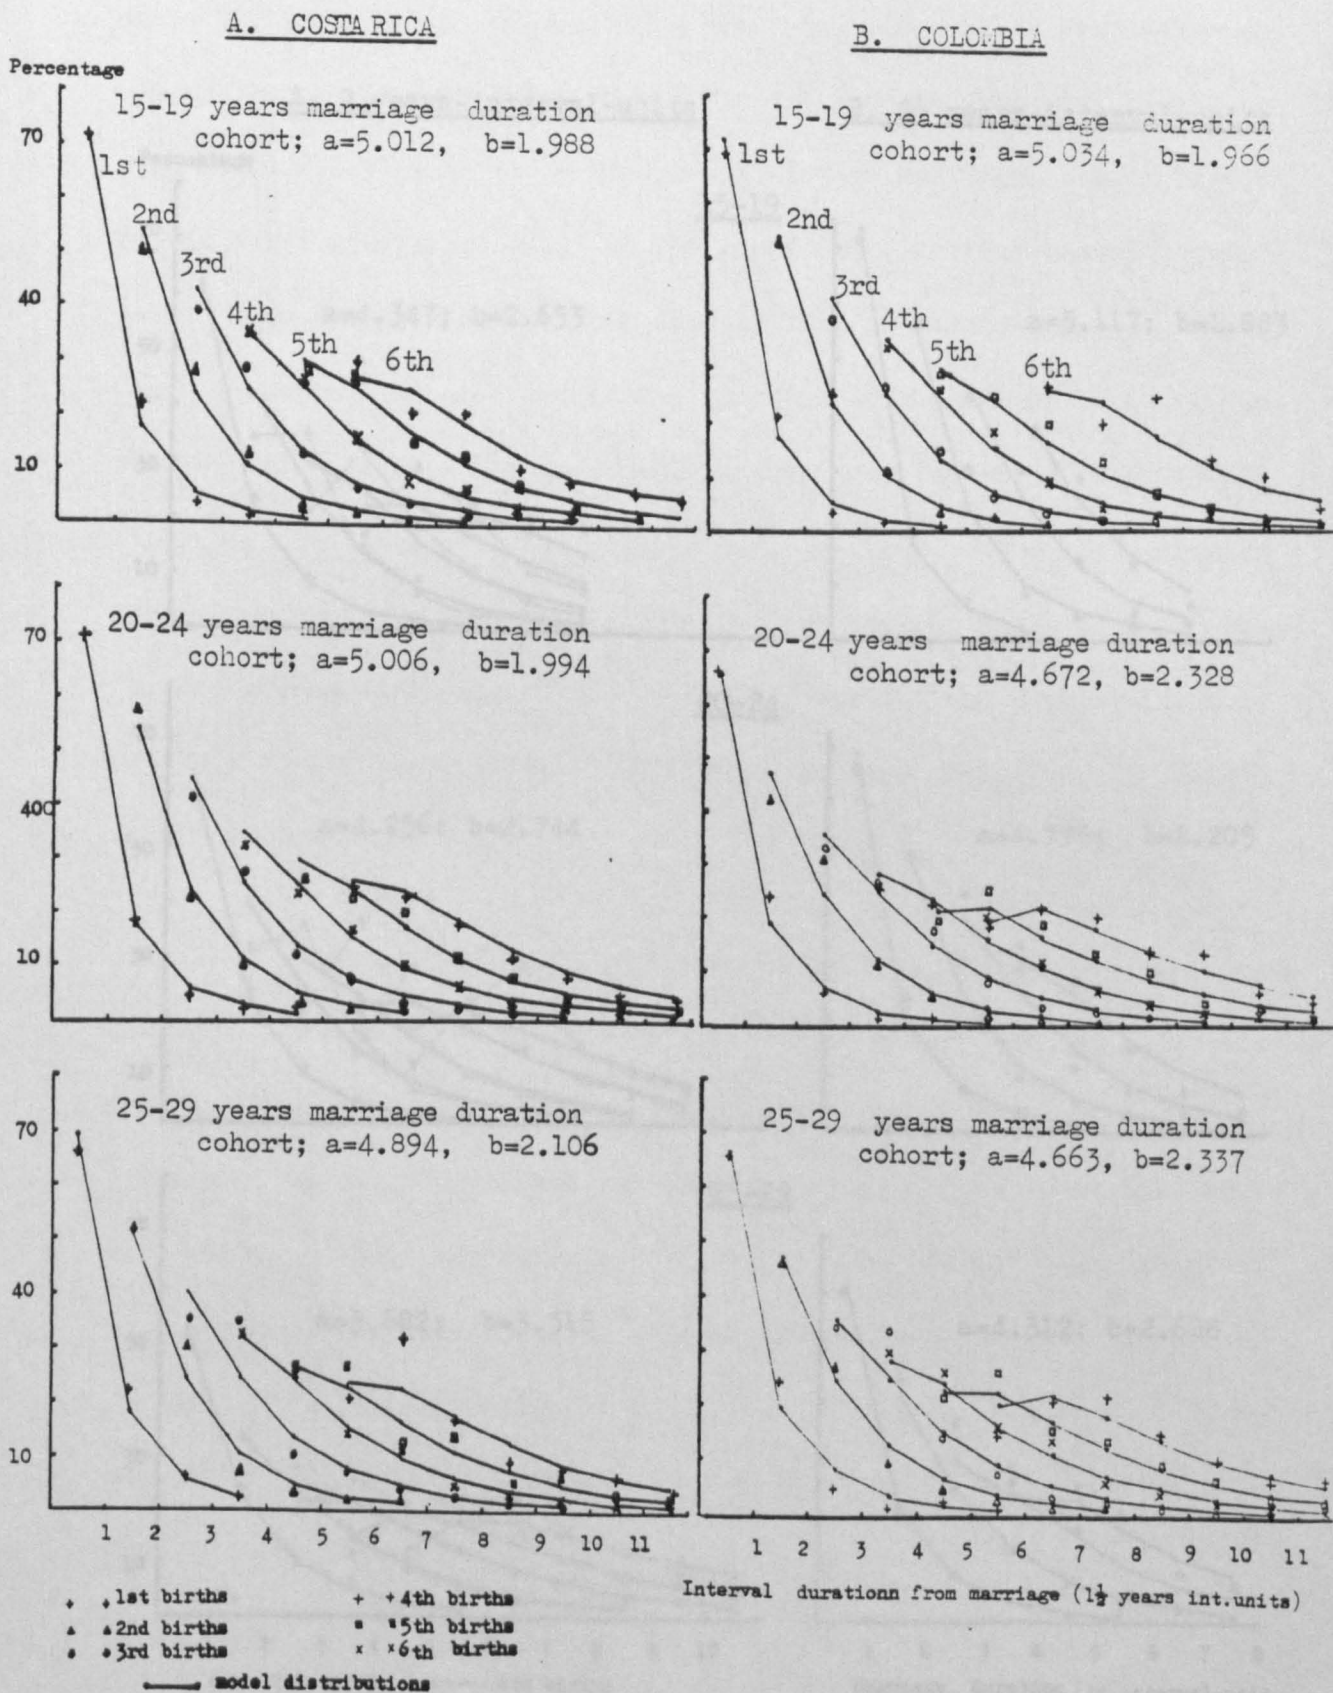 A. COSTA RICA
B. COLOMBIA
Percentage
15-19 years marriage duration
cohort; a=5.012, b=1.988
70
1st
2nd
3rd
40
4th
5th
6th
10
15-19 years marriage duration
cohort; a=5.034, b=1.966
1st
2nd
3rd
4th
5th
6th
70
20-24 years marriage duration
cohort; a=5.006, b=1.994
400
10
20-24 years marriage duration
cohort; a=4.672, b=2.328
25-29 years marriage duration
70
cohort; a=4.894, b=2.106
40
10
25-29 years marriage duration
cohort; a=4.663, b=2.337
1 2 3 4 5 6 7 8 9 10 11
1 2 3 4 5 6 7 8 9 10 11
Interval durationn from marriage (1½ years int.units)
1st births
2nd births
3rd births
4th births
5th births
6th births
model distributions